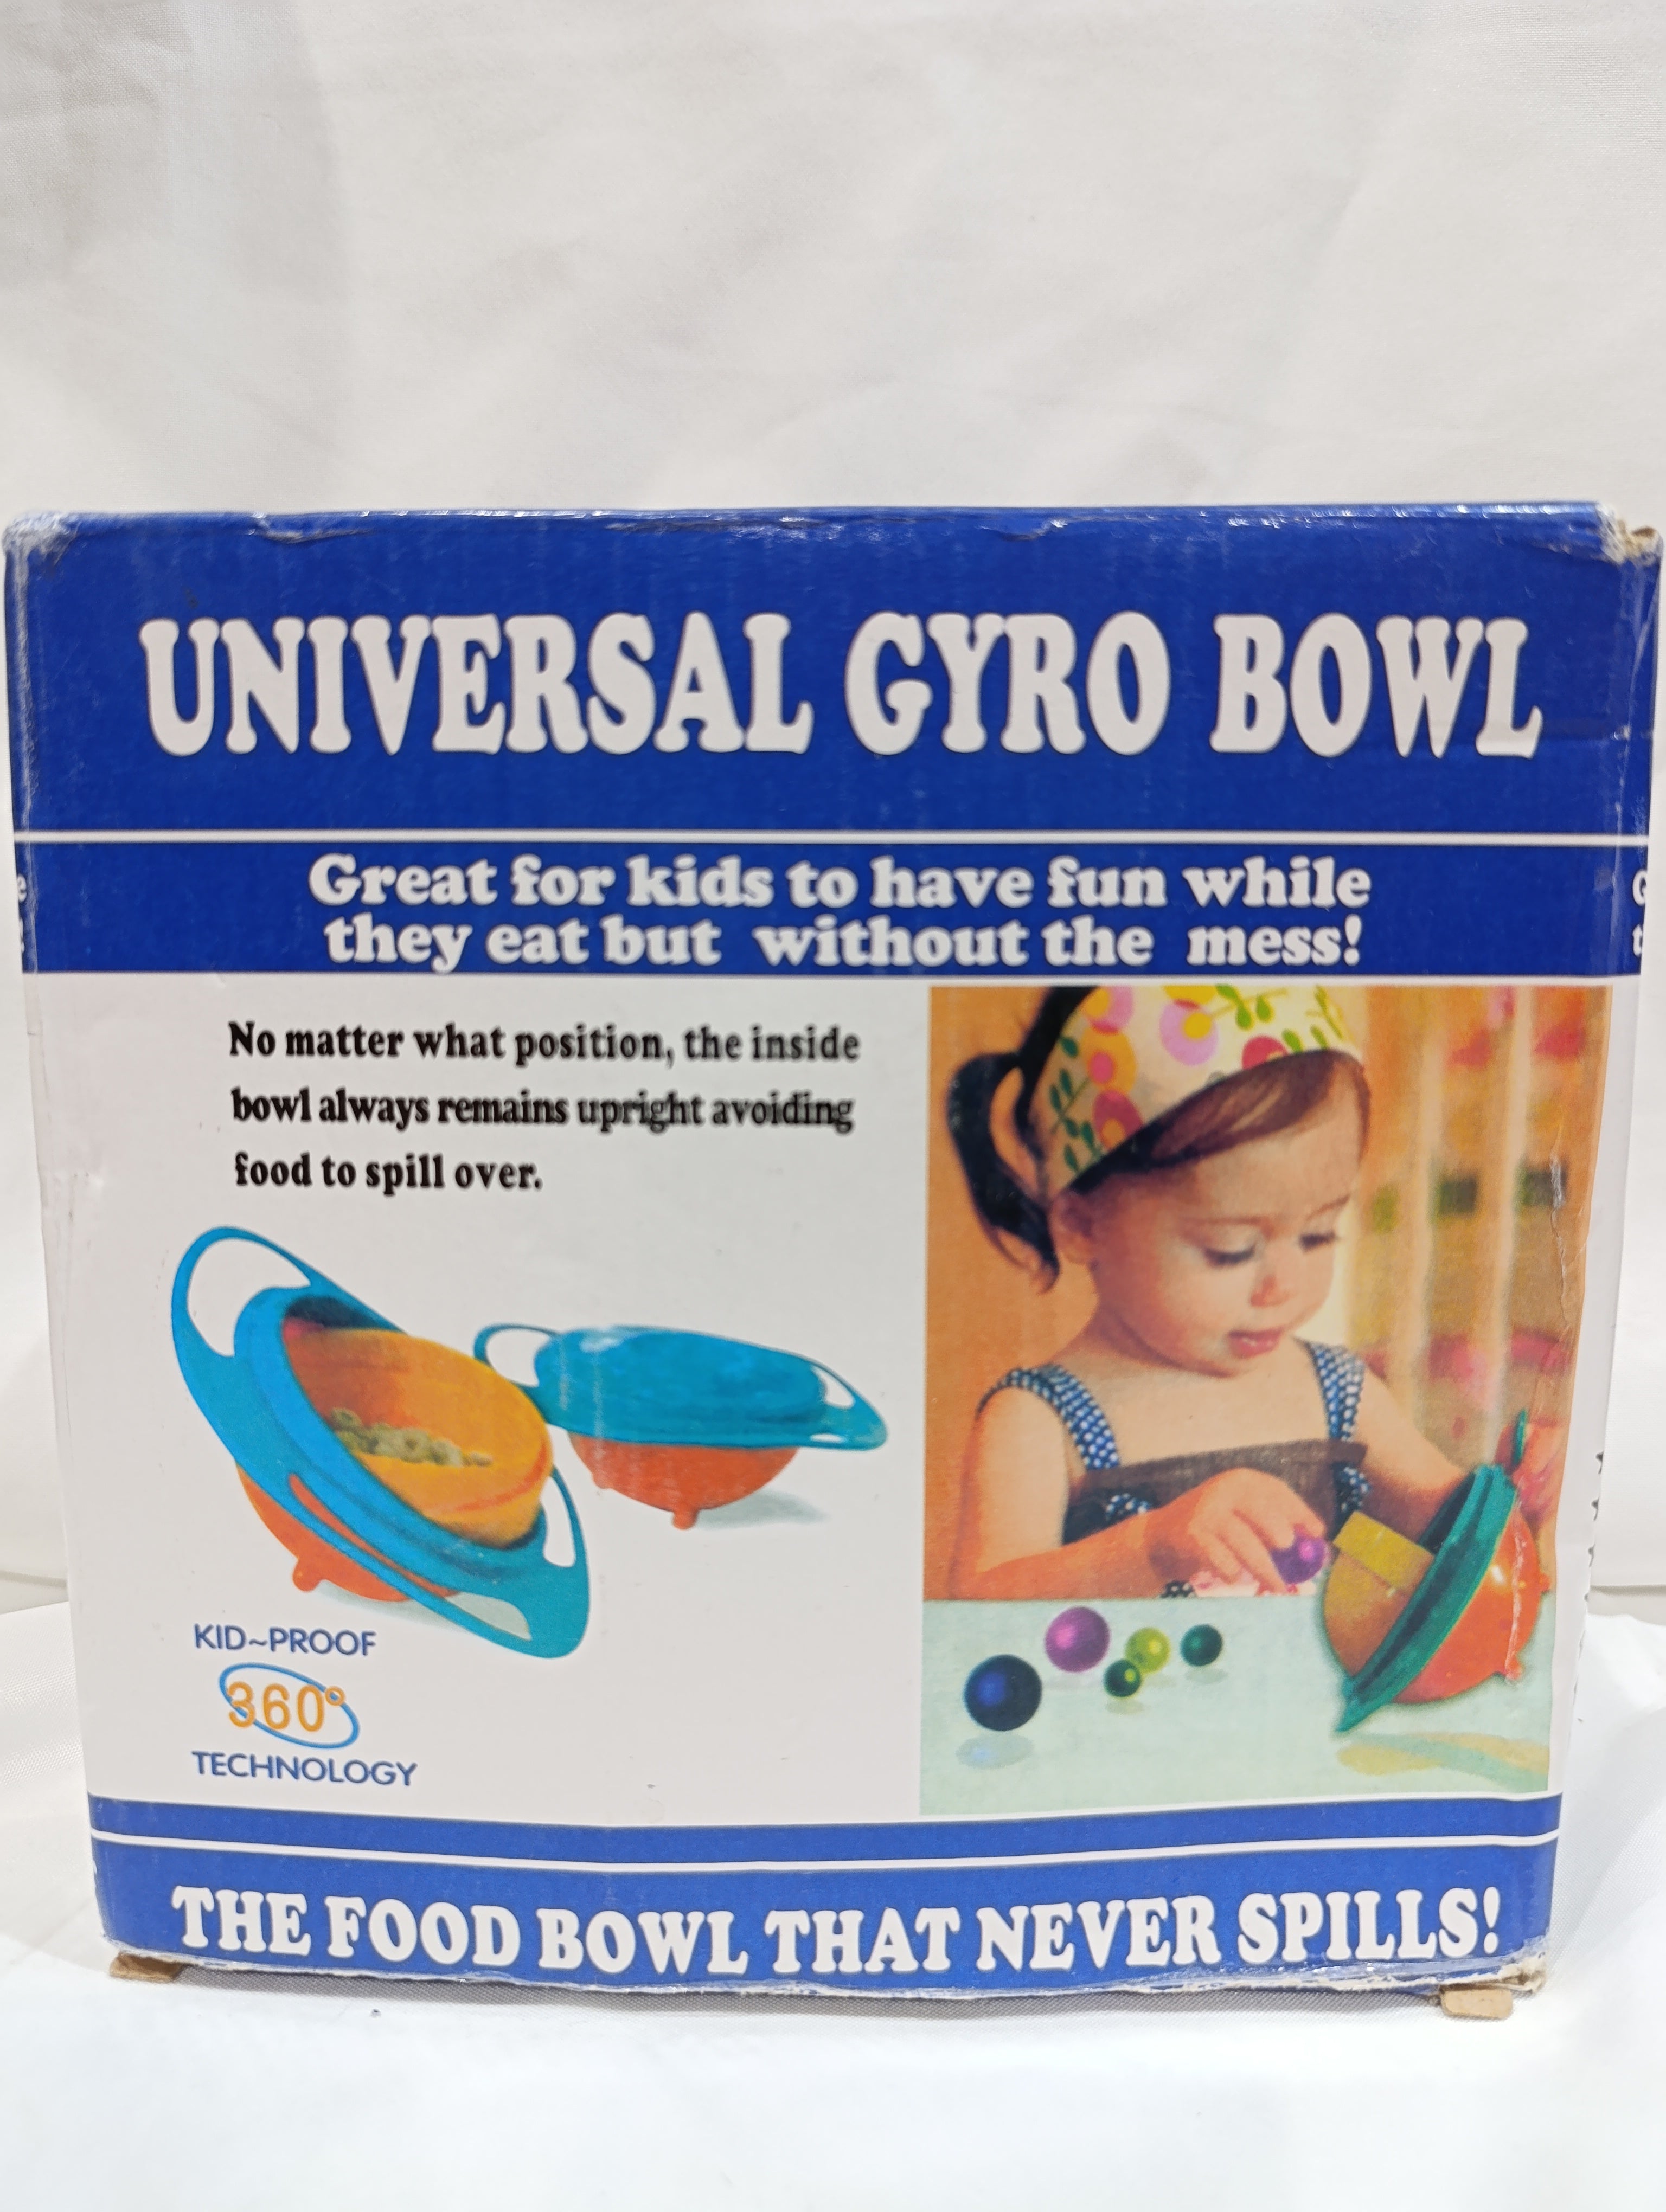 UNIVERSAL GYRO BOWL
Great for kids to have fun while
they eat but without the mess!
No matter what position, the inside
bowl always remains upright avoiding
food to spill over.
KID~PROOF
360°
TECHNOLOGY
THE FOOD BOWL THAT NEVER SPILLS!